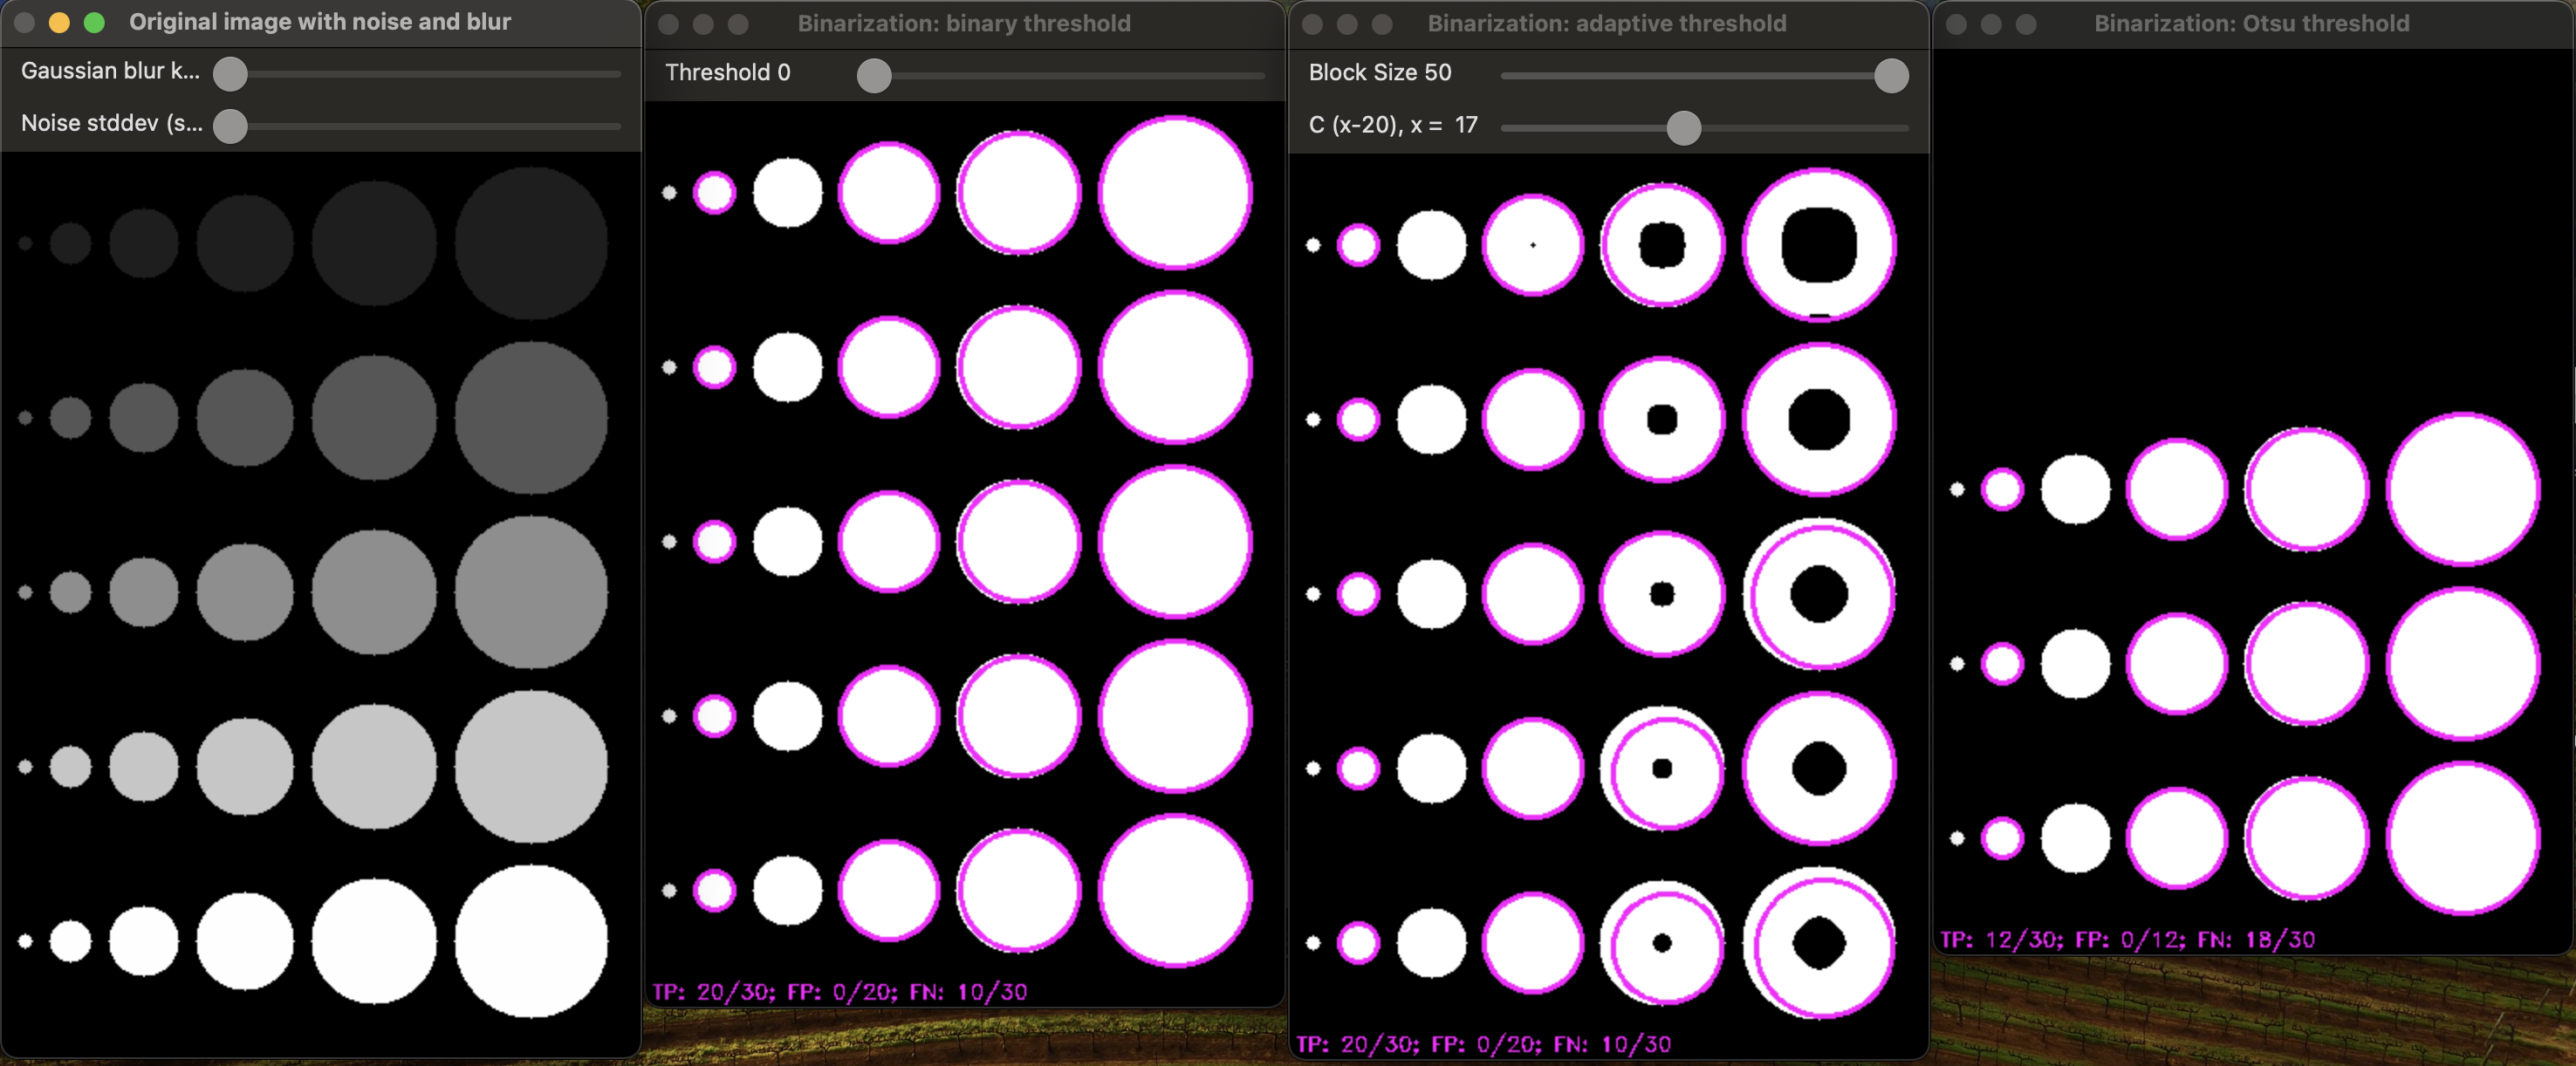 Original image with noise and blur
Gaussian blur k...
Noise stddev (s...
Binarization: binary threshold
Threshold 0
TP: 20/30; FP: 0/20; FN: 10/30
Binarization: adaptive threshold
Block Size 50
C (x-20), x = 17
TP: 20/30; FP: 0/20; FN: 10/30
Binarization: Otsu threshold
TP: 12/30; FP: 0/12; FN: 18/30